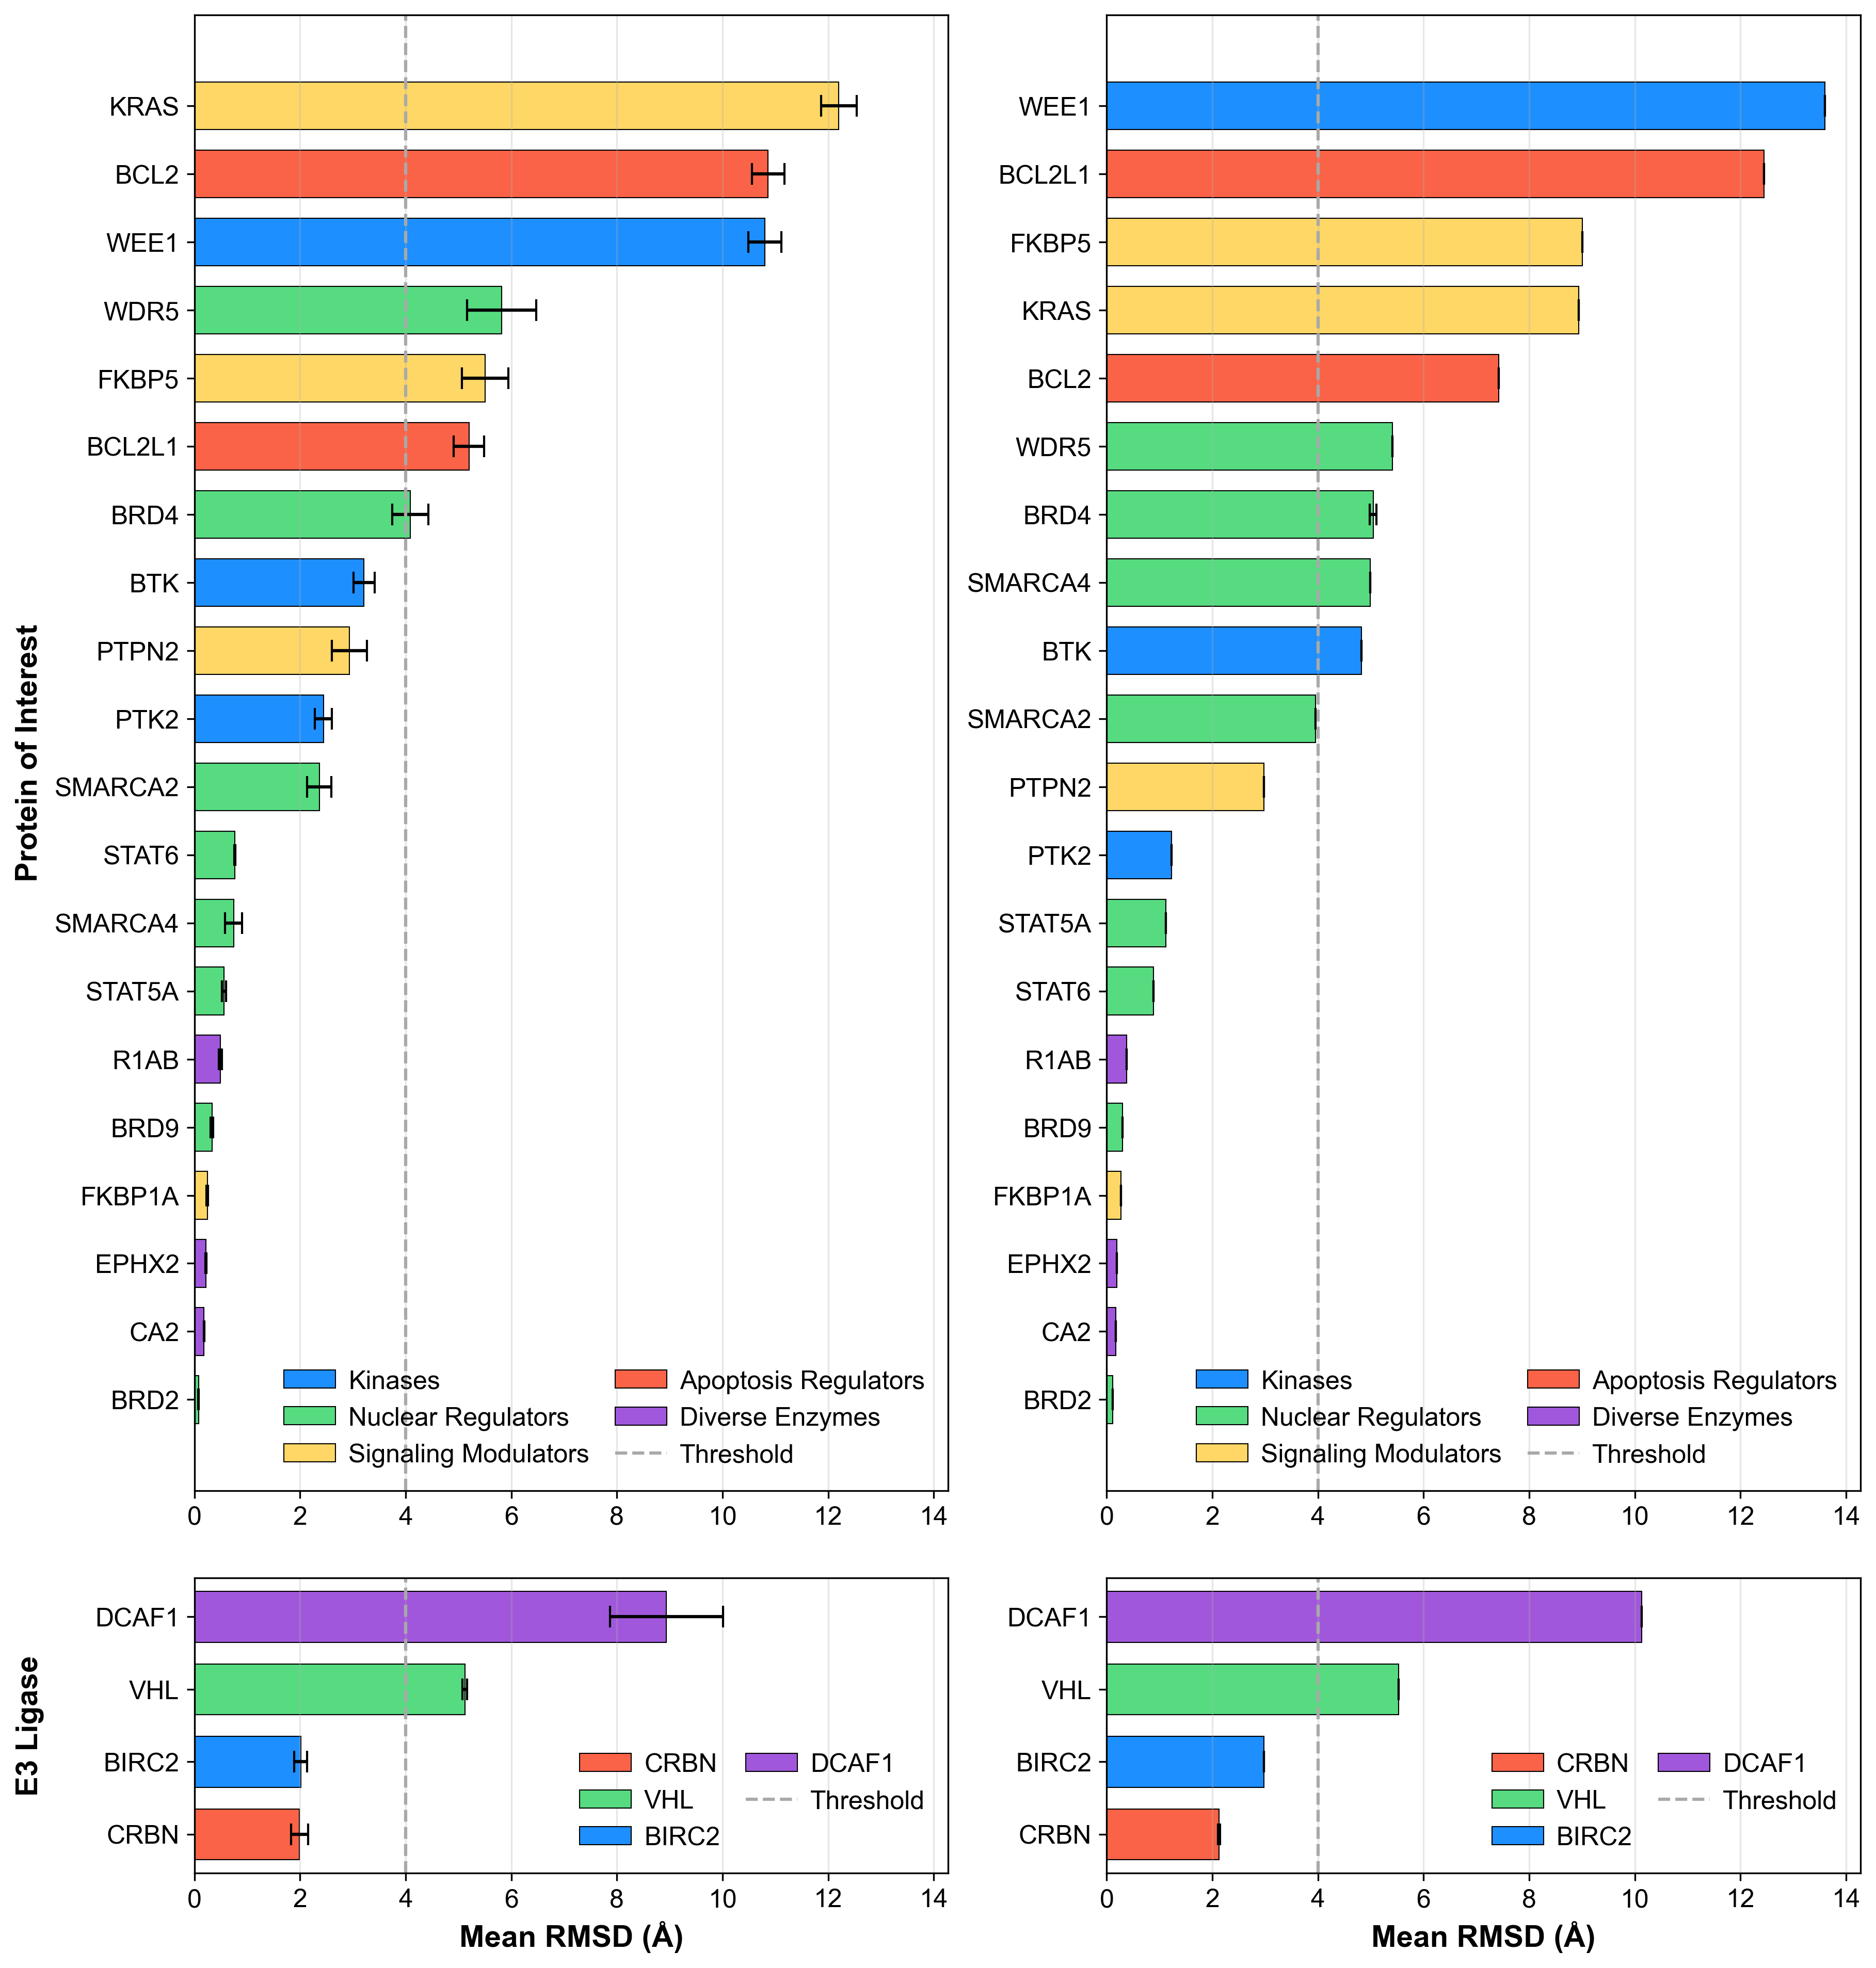 Protein of Interest
KRAS
BCL2
WEE1
WDR5
FKBP5
BCL2L1
BRD4
BTK
PTPN2
PTK2
SMARCA2
STAT6
SMARCA4
STAT5A
R1AB
BRD9
FKBP1A
EPHX2
CA2
BRD2
Kinases
Nuclear Regulators
Signaling Modulators
Apoptosis Regulators
Diverse Enzymes
Threshold
0 2 4 6 8 10 12 14
WEE1
BCL2L1
FKBP5
KRAS
BCL2
WDR5
BRD4
SMARCA4
BTK
SMARCA2
PTPN2
PTK2
STAT5A
STAT6
R1AB
BRD9
FKBP1A
EPHX2
CA2
BRD2
Kinases
Nuclear Regulators
Signaling Modulators
Apoptosis Regulators
Diverse Enzymes
Threshold
0 2 4 6 8 10 12 14
E3 Ligase
DCAF1
VHL
BIRC2
CRBN
CRBN
VHL
BIRC2
DCAF1
Threshold
0 2 4 6 8 10 12 14
Mean RMSD (Å)
DCAF1
VHL
BIRC2
CRBN
CRBN
VHL
BIRC2
DCAF1
Threshold
0 2 4 6 8 10 12 14
Mean RMSD (Å)